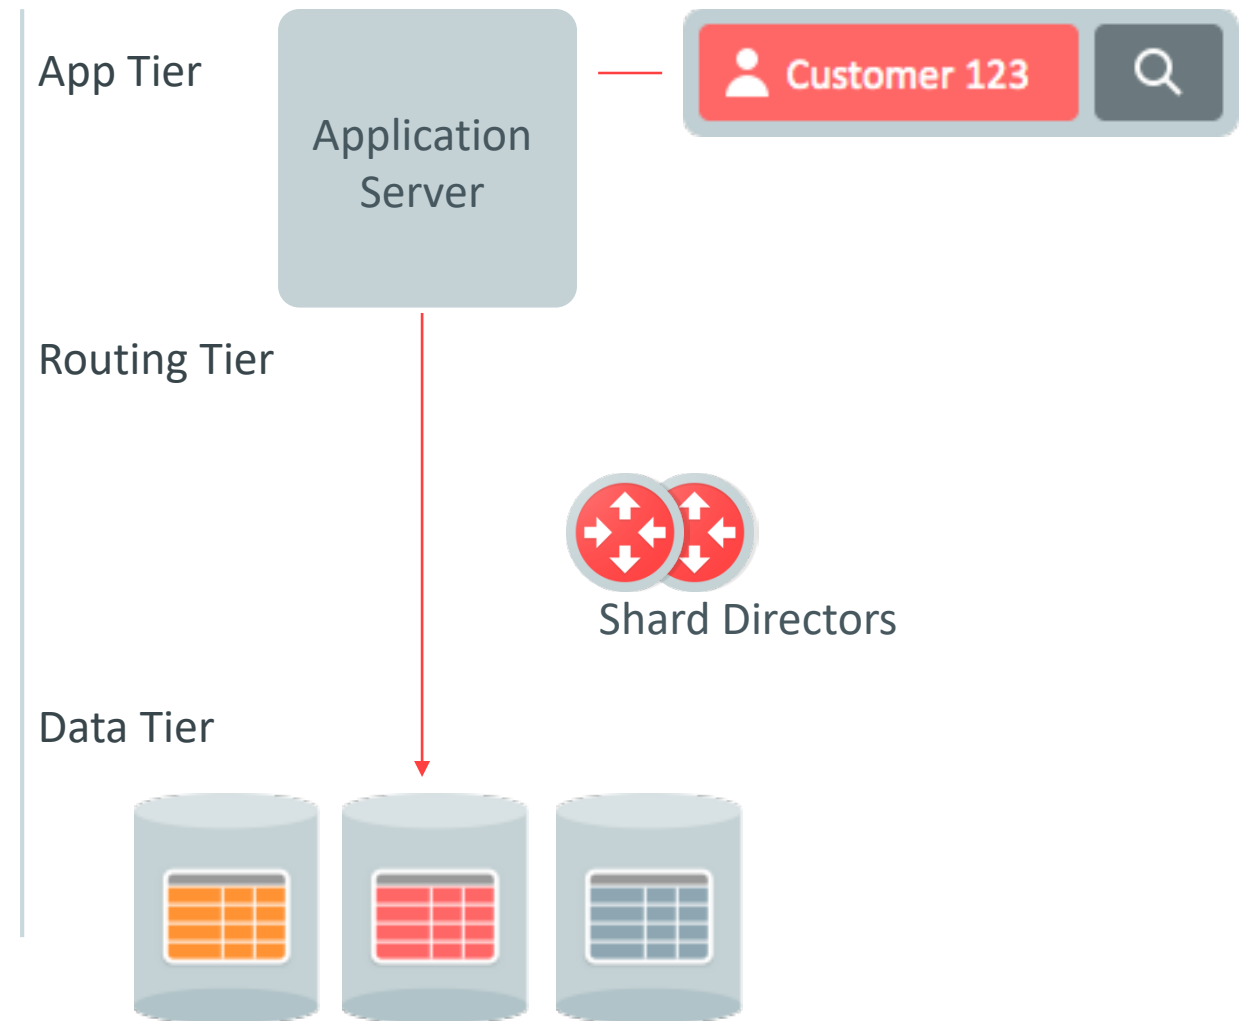 App Tier
Customer 123
Application
Server
Routing Tier
Shard Directors
Data Tier